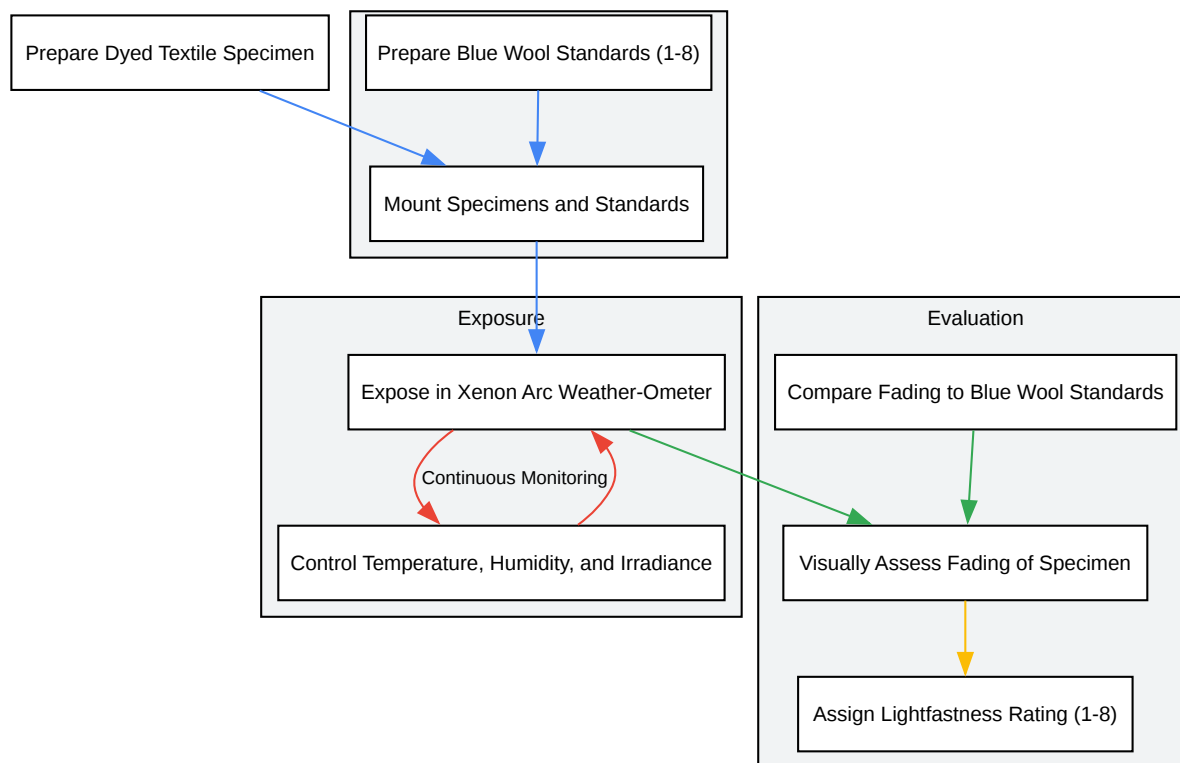 Prepare Dyed Textile Specimen
Prepare Blue Wool Standards (1-8)
Mount Specimens and Standards
Exposure
Evaluation
Expose in Xenon Arc Weather-Ometer
Compare Fading to Blue Wool Standards
Continuous Monitoring
Control Temperature, Humidity, and Irradiance
Visually Assess Fading of Specimen
Assign Lightfastness Rating (1-8)